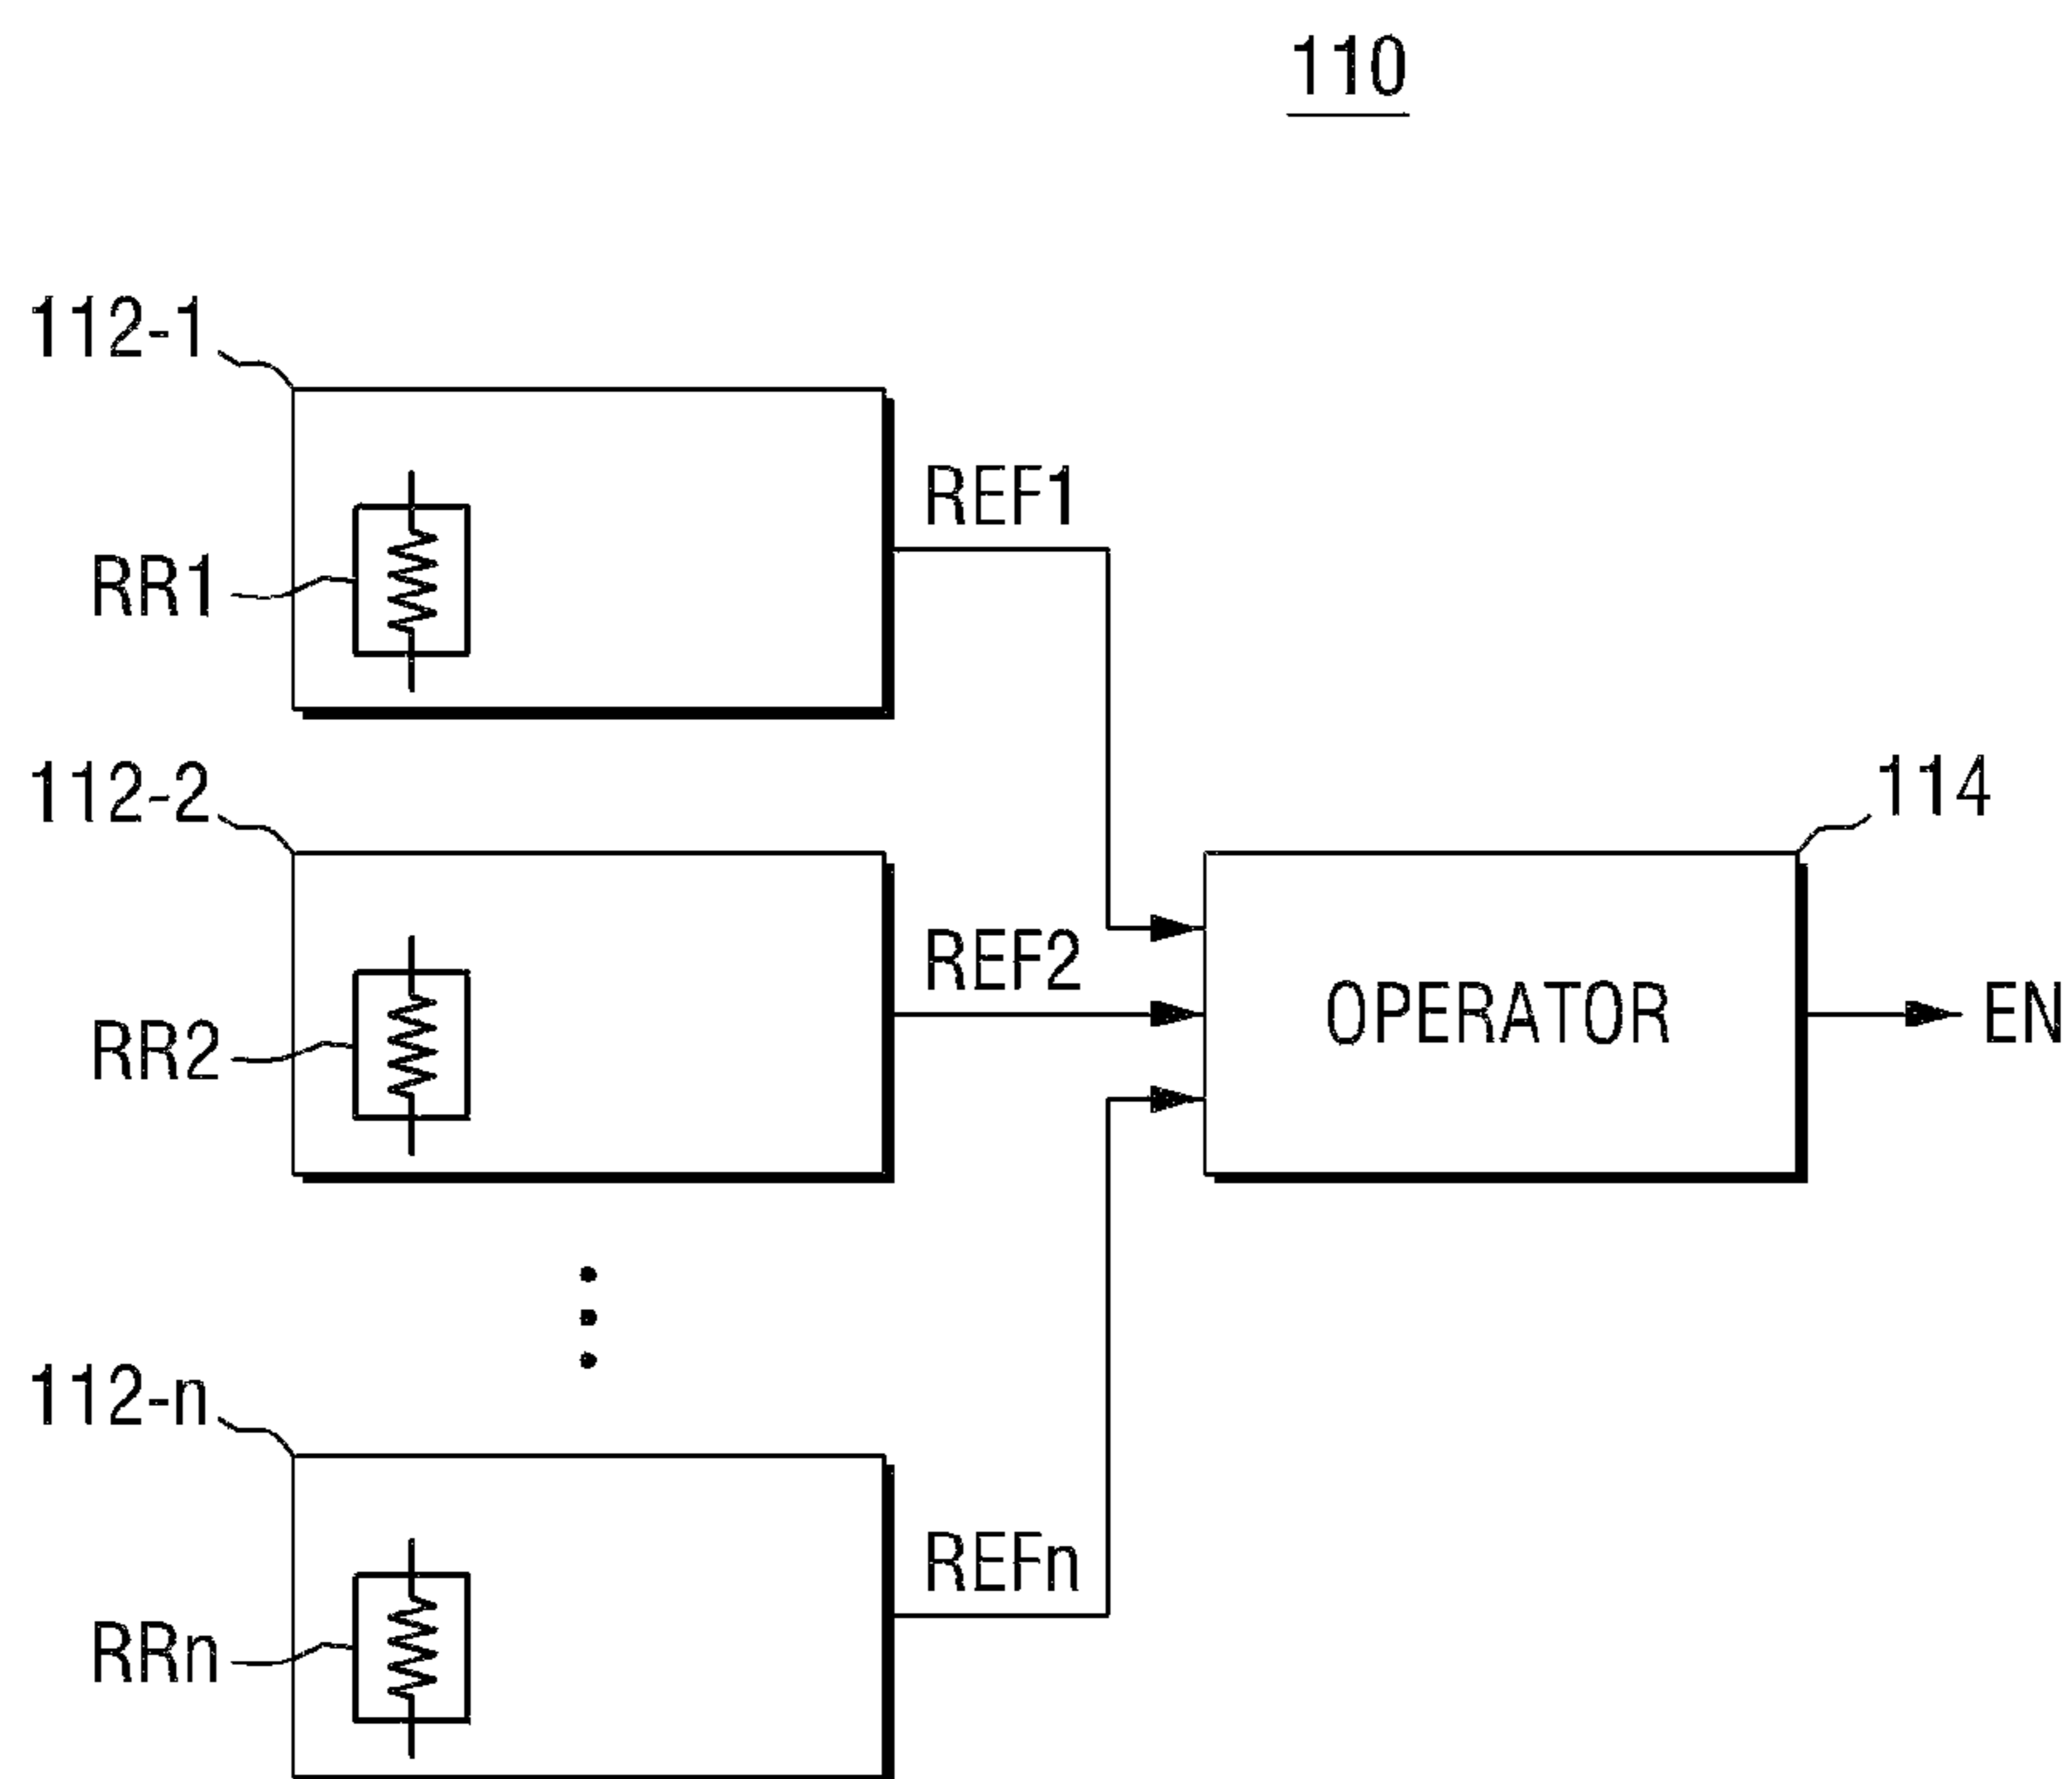 110
112-1
REF1
RR1
112-2
114
REF2
OPERATOR
EN
RR2
112-n
REFn
RRn